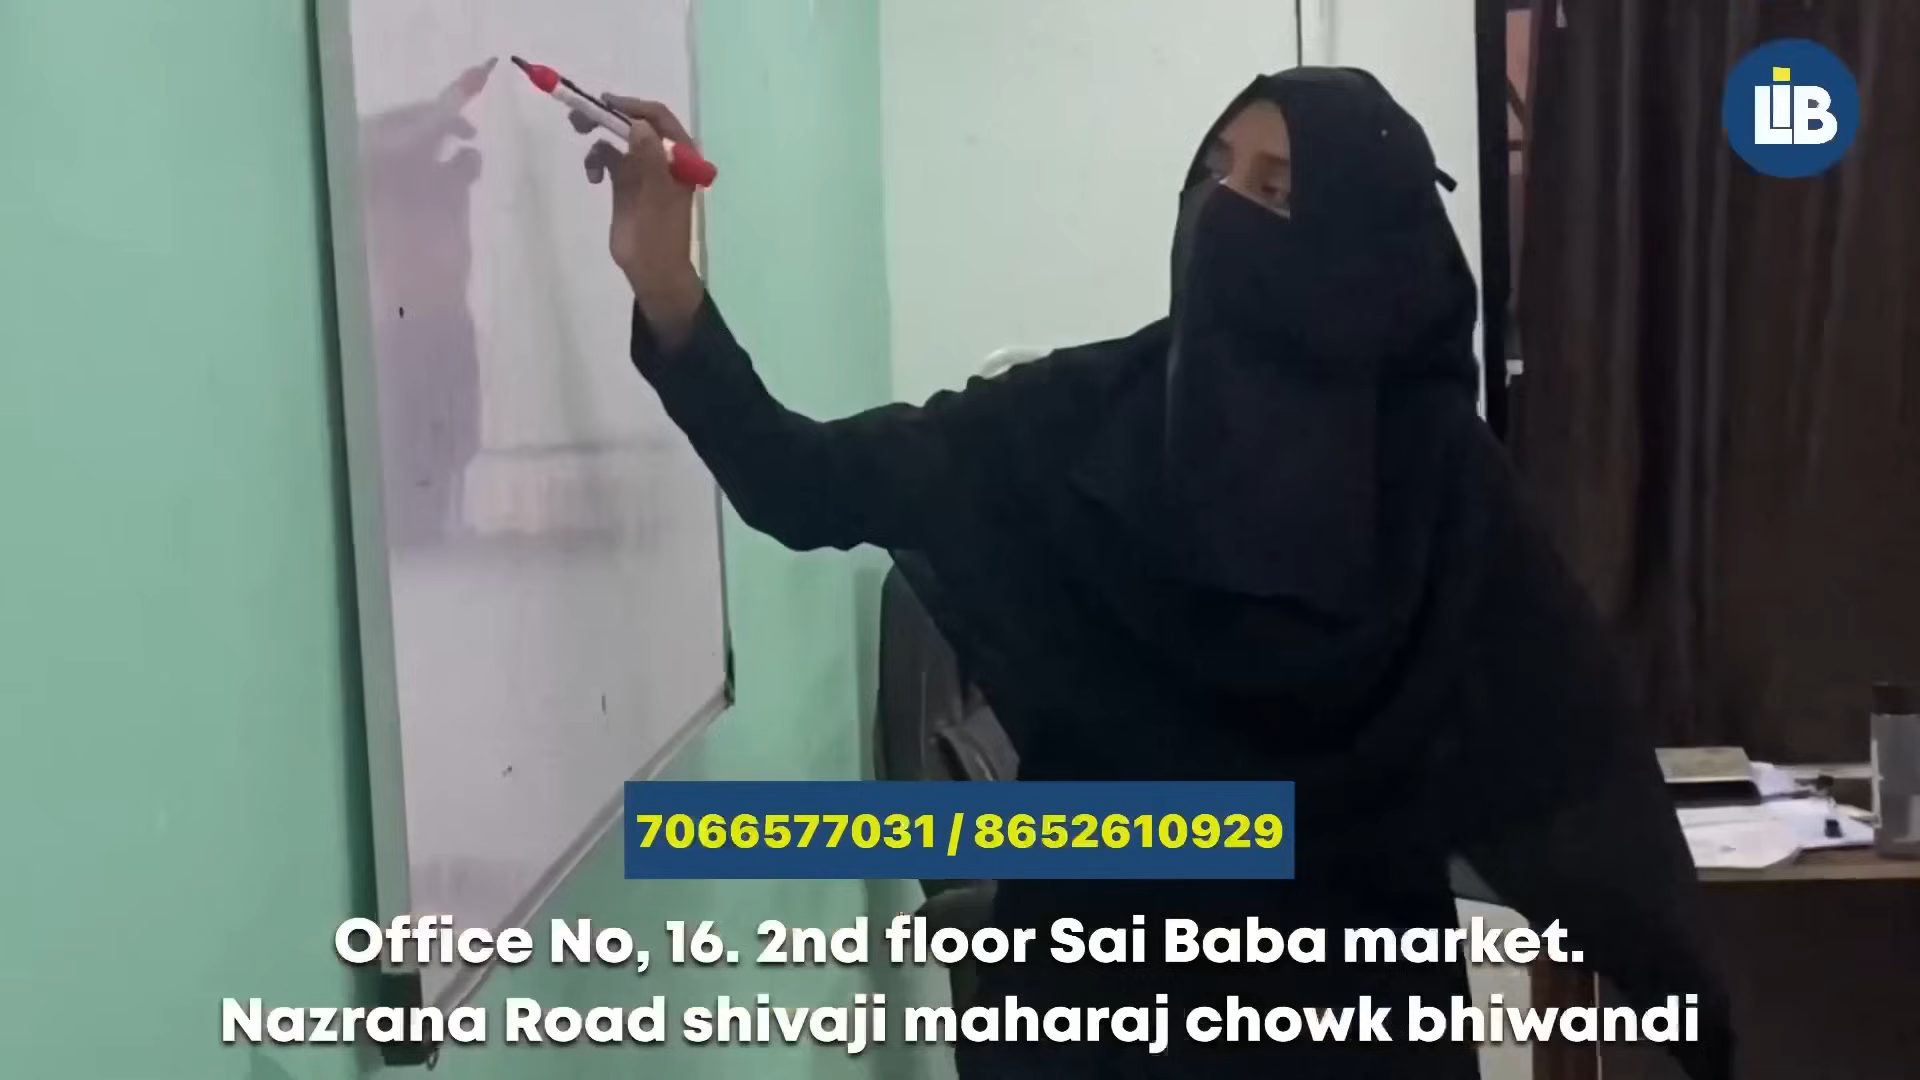 LIB
7066577031 / 8652610929
Office No, 16. 2nd floor Sai Baba market.
Nazrana Road shivaji maharaj chowk bhiwandi